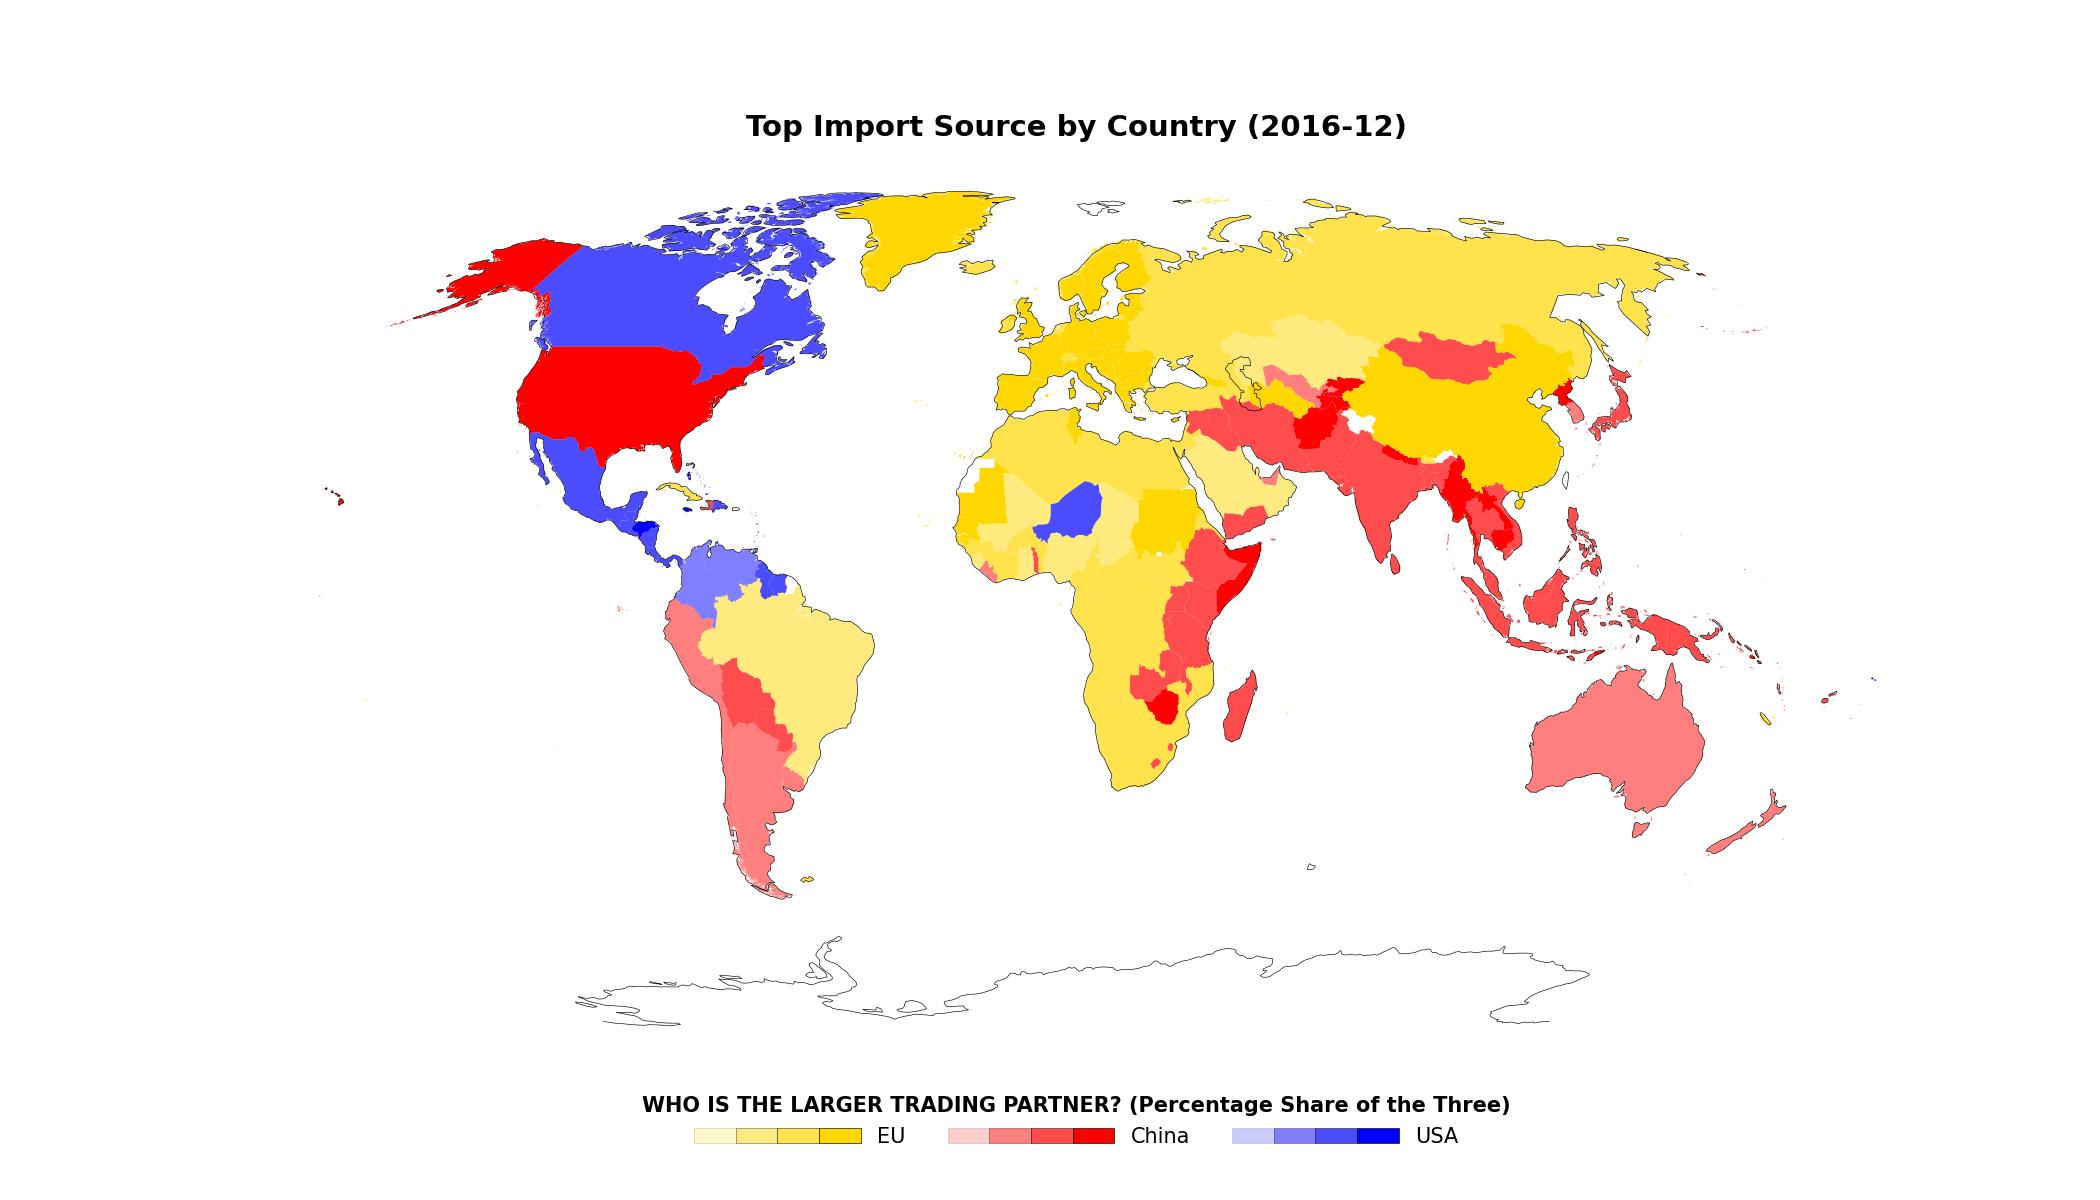 Top Import Source by Country (2016-12)
WHO IS THE LARGER TRADING PARTNER? (Percentage Share of the Three)
EU China USA